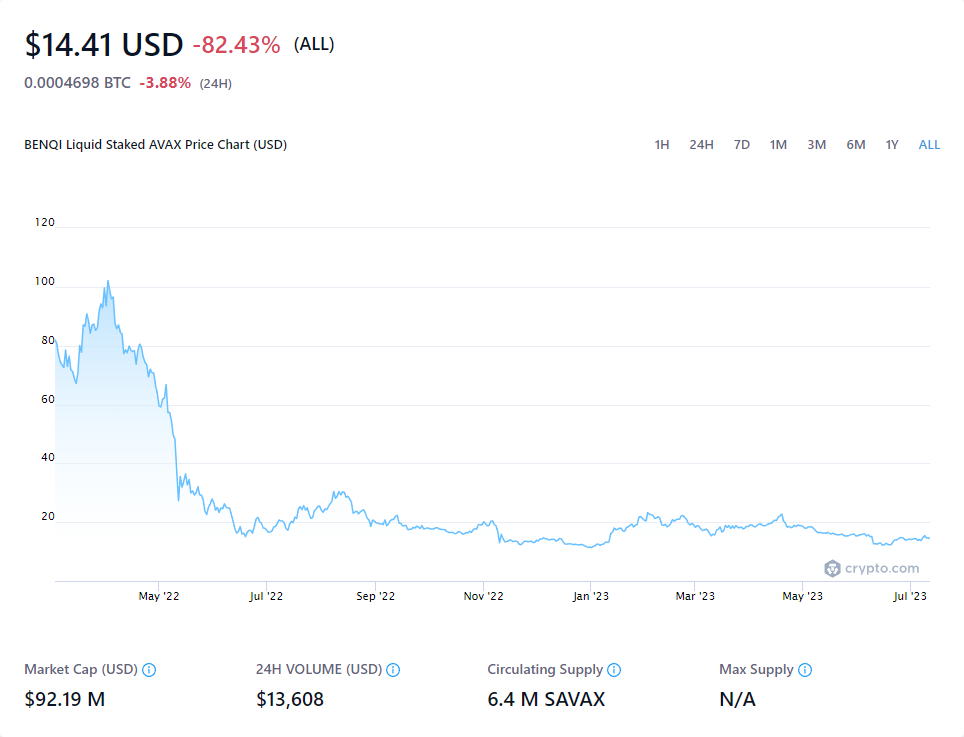 $14.41 USD -82.43% (ALL)
0.0004698 BTC -3.88% (24H)
BENQI Liquid Staked AVAX Price Chart (USD) 1H 24H 7D 1M 3M 6M 1Y ALL
120
100
80
60
40
20
crypto.com
May '22 Jul '22 Sep '22 Nov '22 Jan '23 Mar '23 May '23 Jul '23
Market Cap (USD) 24H VOLUME (USD) Circulating Supply Max Supply
$92.19 M $13,608 6.4 M SAVAX N/A